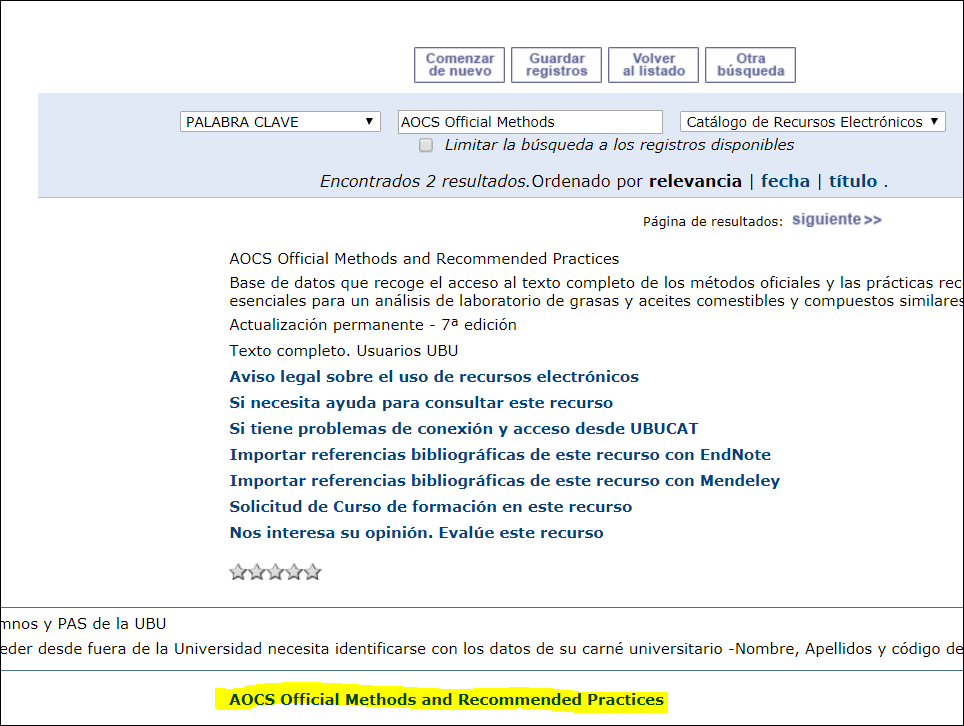 Comenzar de nuevo
Guardar registros
Volver al listado
Otra búsqueda
PALABRA CLAVE
AOCS Official Methods
Catálogo de Recursos Electrónicos
Limitar la búsqueda a los registros disponibles
Encontrados 2 resultados.Ordenado por relevancia | fecha | título .
Página de resultados: siguiente>>
AOCS Official Methods and Recommended Practices
Base de datos que recoge el acceso al texto completo de los métodos oficiales y las prácticas rec
esenciales para un análisis de laboratorio de grasas y aceites comestibles y compuestos similares
Actualización permanente - 7ª edición
Texto completo. Usuarios UBU
Aviso legal sobre el uso de recursos electrónicos
Si necesita ayuda para consultar este recurso
Si tiene problemas de conexión y acceso desde UBUCAT
Importar referencias bibliográficas de este recurso con EndNote
Importar referencias bibliográficas de este recurso con Mendeley
Solicitud de Curso de formación en este recurso
Nos interesa su opinión. Evalúe este recurso
mnos y PAS de la UBU
eder desde fuera de la Universidad necesita identificarse con los datos de su carné universitario -Nombre, Apellidos y código de
AOCS Official Methods and Recommended Practices